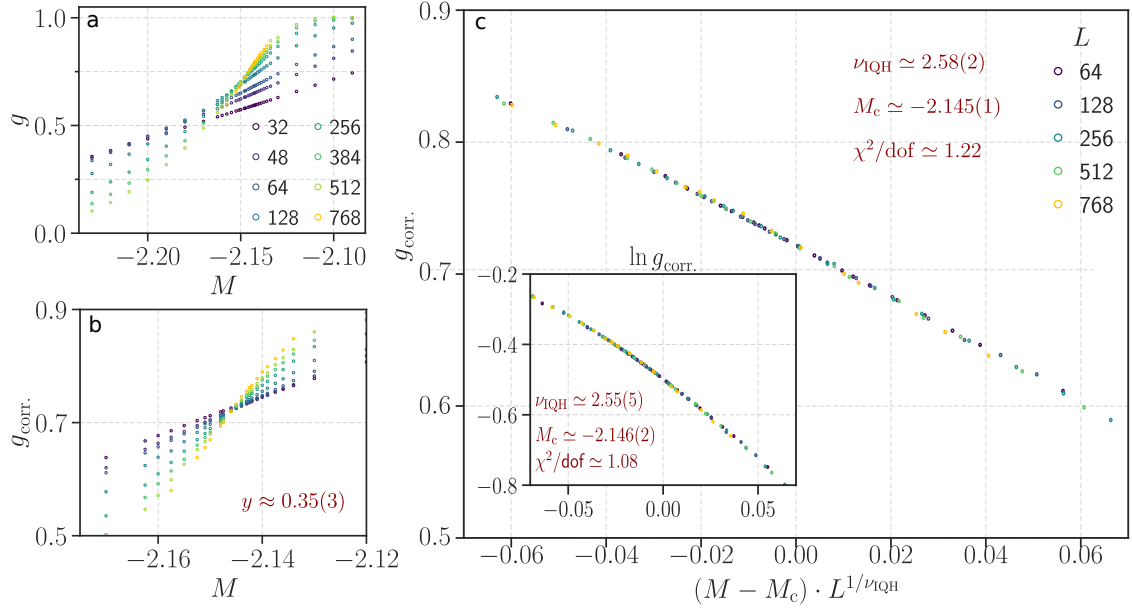 a
g
1.0
0.5
0.0
32
48
64
128
256
384
512
768
−2.20
−2.15
−2.10
M
b
g_corr.
0.9
0.7
0.5
y ≈ 0.35(3)
−2.16
−2.14
−2.12
M
c
g_corr.
0.9
0.8
0.7
0.6
0.5
ν_IQH ≃ 2.58(2)
M_c ≃ −2.145(1)
χ²/dof ≃ 1.22
L
64
128
256
512
768
ln g_corr.
−0.2
−0.4
−0.6
−0.8
ν_IQH ≃ 2.55(5)
M_c ≃ −2.146(2)
χ²/dof ≃ 1.08
−0.05
0.00
0.05
−0.06
−0.04
−0.02
0.00
0.02
0.04
0.06
(M − M_c) · L^{1/ν_IQH}